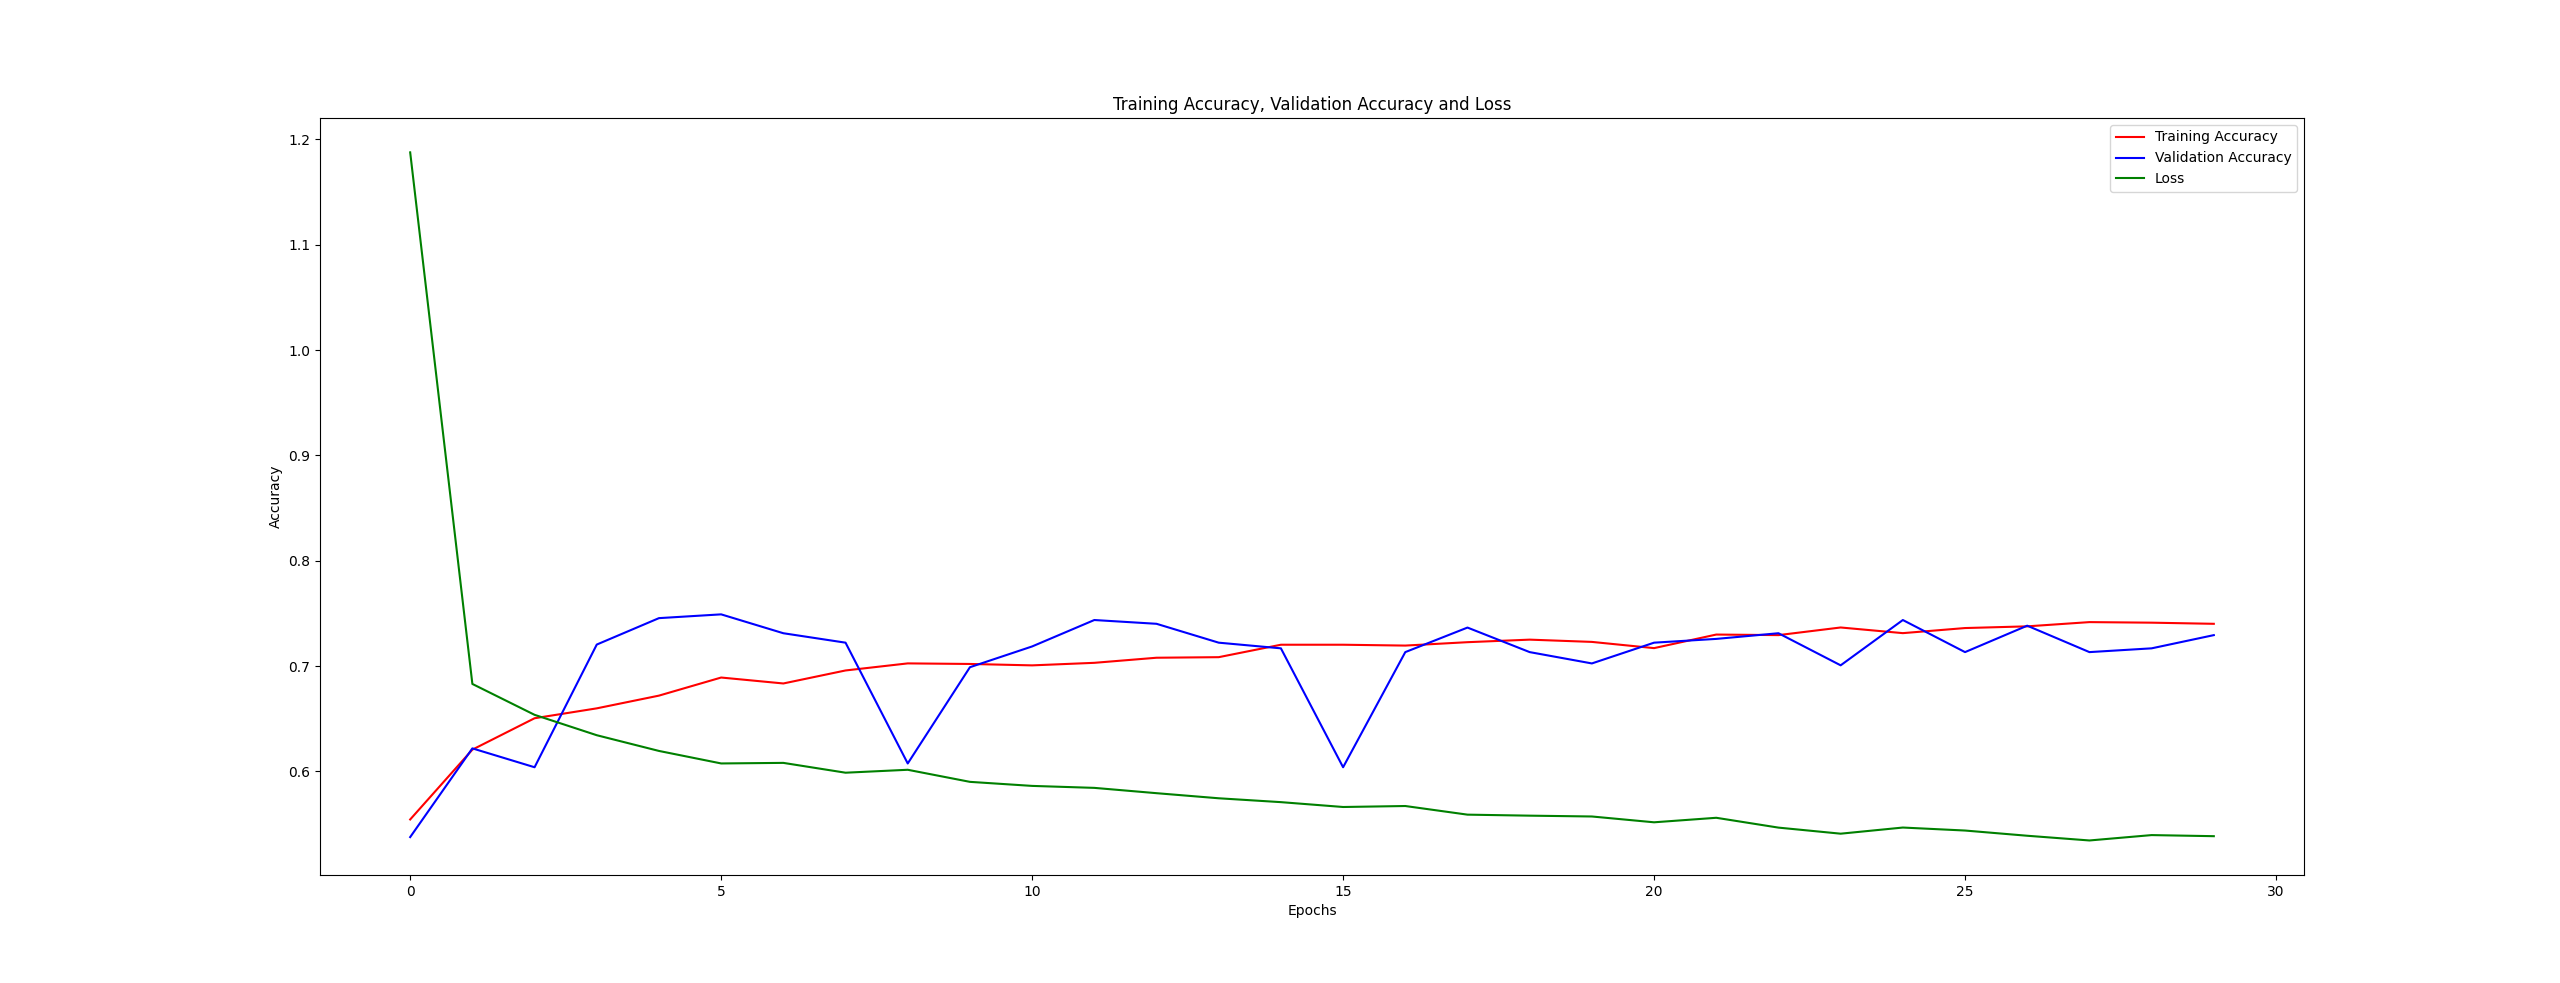 Training Accuracy, Validation Accuracy and Loss
Training Accuracy
Validation Accuracy
Loss
1.2
1.1
1.0
0.9
0.8
0.7
0.6
Accuracy
0
5
10
15
20
25
30
Epochs